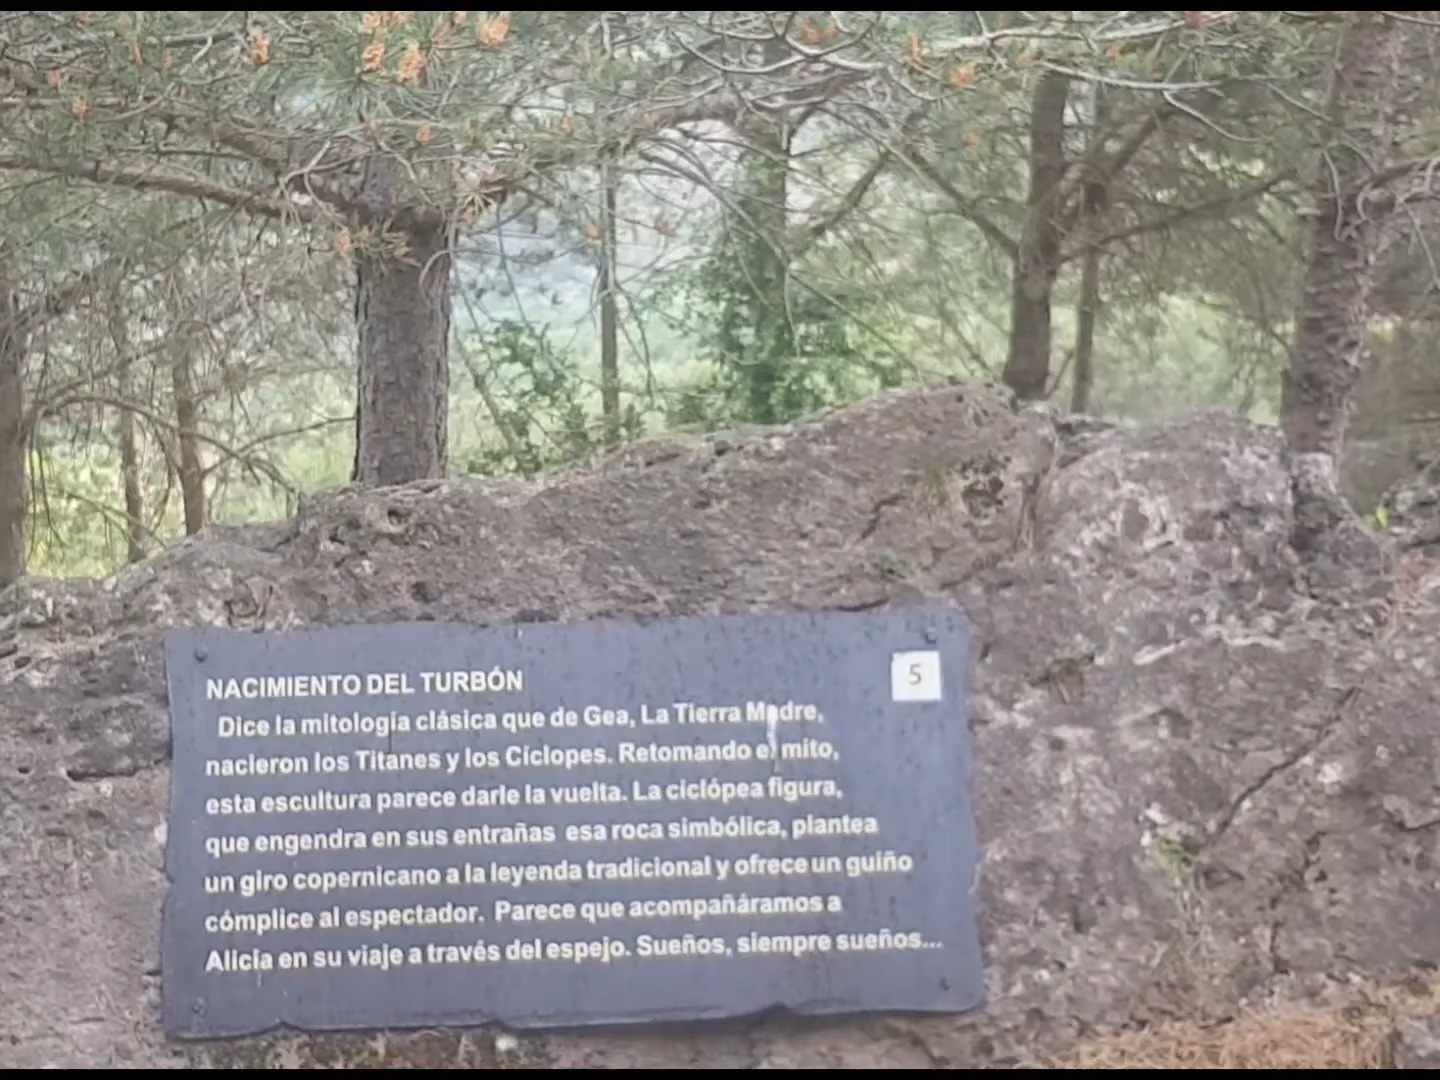 NACIMIENTO DEL TURBÓN
5
Dice la mitología clásica que de Gea, La Tierra Madre,
nacieron los Titanes y los Cíclopes. Retomando el mito,
esta escultura parece darle la vuelta. La ciclópea figura,
que engendra en sus entrañas esa roca simbólica, plantea
un giro copernicano a la leyenda tradicional y ofrece un guiño
cómplice al espectador. Parece que acompañáramos a
Alicia en su viaje a través del espejo. Sueños, siempre sueños...